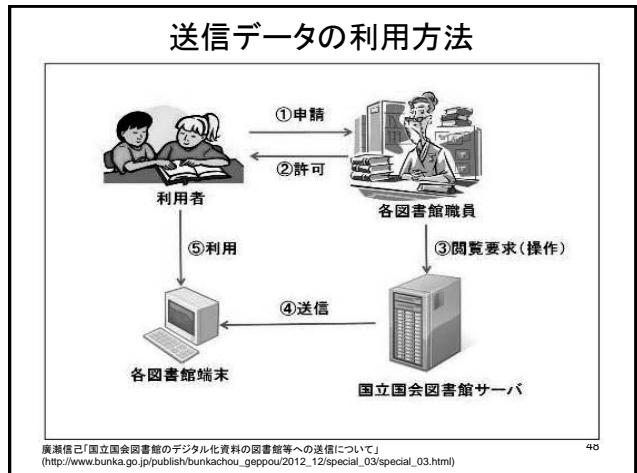 送信データの利用方法
①申請
②許可
利用者
各図書館職員
⑤利用
③閲覧要求(操作)
④送信
各図書館端末
国立国会図書館サーバ
廣瀬信己「国立国会図書館のデジタル化資料の図書館等への送信について」
(http://www.bunka.go.jp/publish/bunkachou_geppou/2012_12/special_03/special_03.html)
48